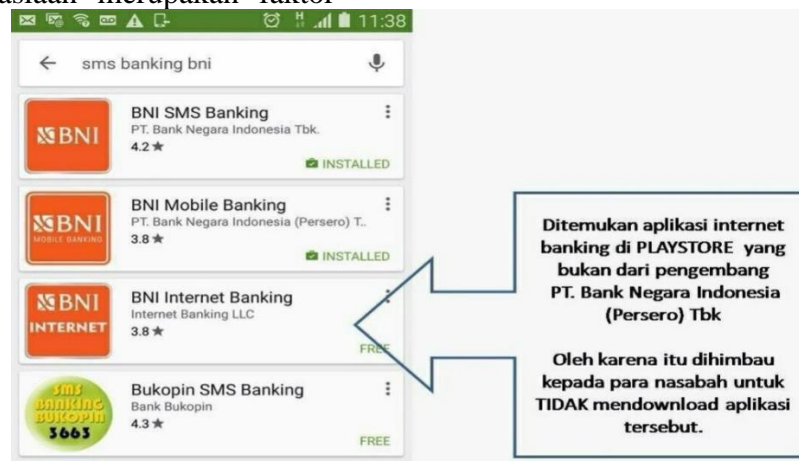 merupakan faktor
11:38
sms banking bni
BNI
BNI SMS Banking
PT. Bank Negara Indonesia Tbk.
4.2 ★
INSTALLED
BNI
MOBILE BANKING
BNI Mobile Banking
PT. Bank Negara Indonesia (Persero) T..
3.8 ★
INSTALLED
BNI
INTERNET
BNI Internet Banking
Internet Banking LLC
3.8 ★
FREE
sms
BANKING
BUKOPIN
3663
Bukopin SMS Banking
Bank Bukopin
4.3 ★
FREE
Ditemukan aplikasi internet
banking di PLAYSTORE yang
bukan dari pengembang
PT. Bank Negara Indonesia
(Persero) Tbk
Oleh karena itu dihimbau
kepada para nasabah untuk
TIDAK mendownload aplikasi
tersebut.